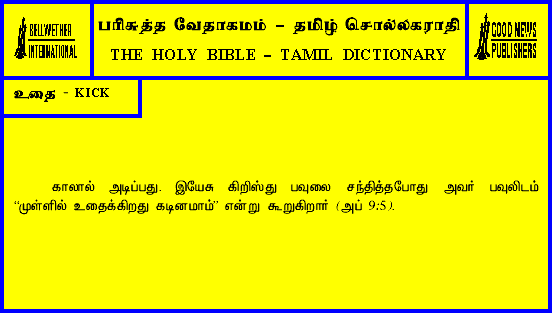 BELLWETHER
INTERNATIONAL
பரிசுத்த வேதாகமம் – தமிழ் சொல்லகராதி
THE HOLY BIBLE – TAMIL DICTIONARY
GOOD NEWS
PUBLISHERS
உதை - KICK
காலால் அடிப்பது. இயேசு கிறிஸ்து பவுலை சந்தித்தபோது அவர் பவுலிடம்
“முள்ளில் உதைக்கிறது கடினமாம்” என்று கூறுகிறார் (அப் 9:5).